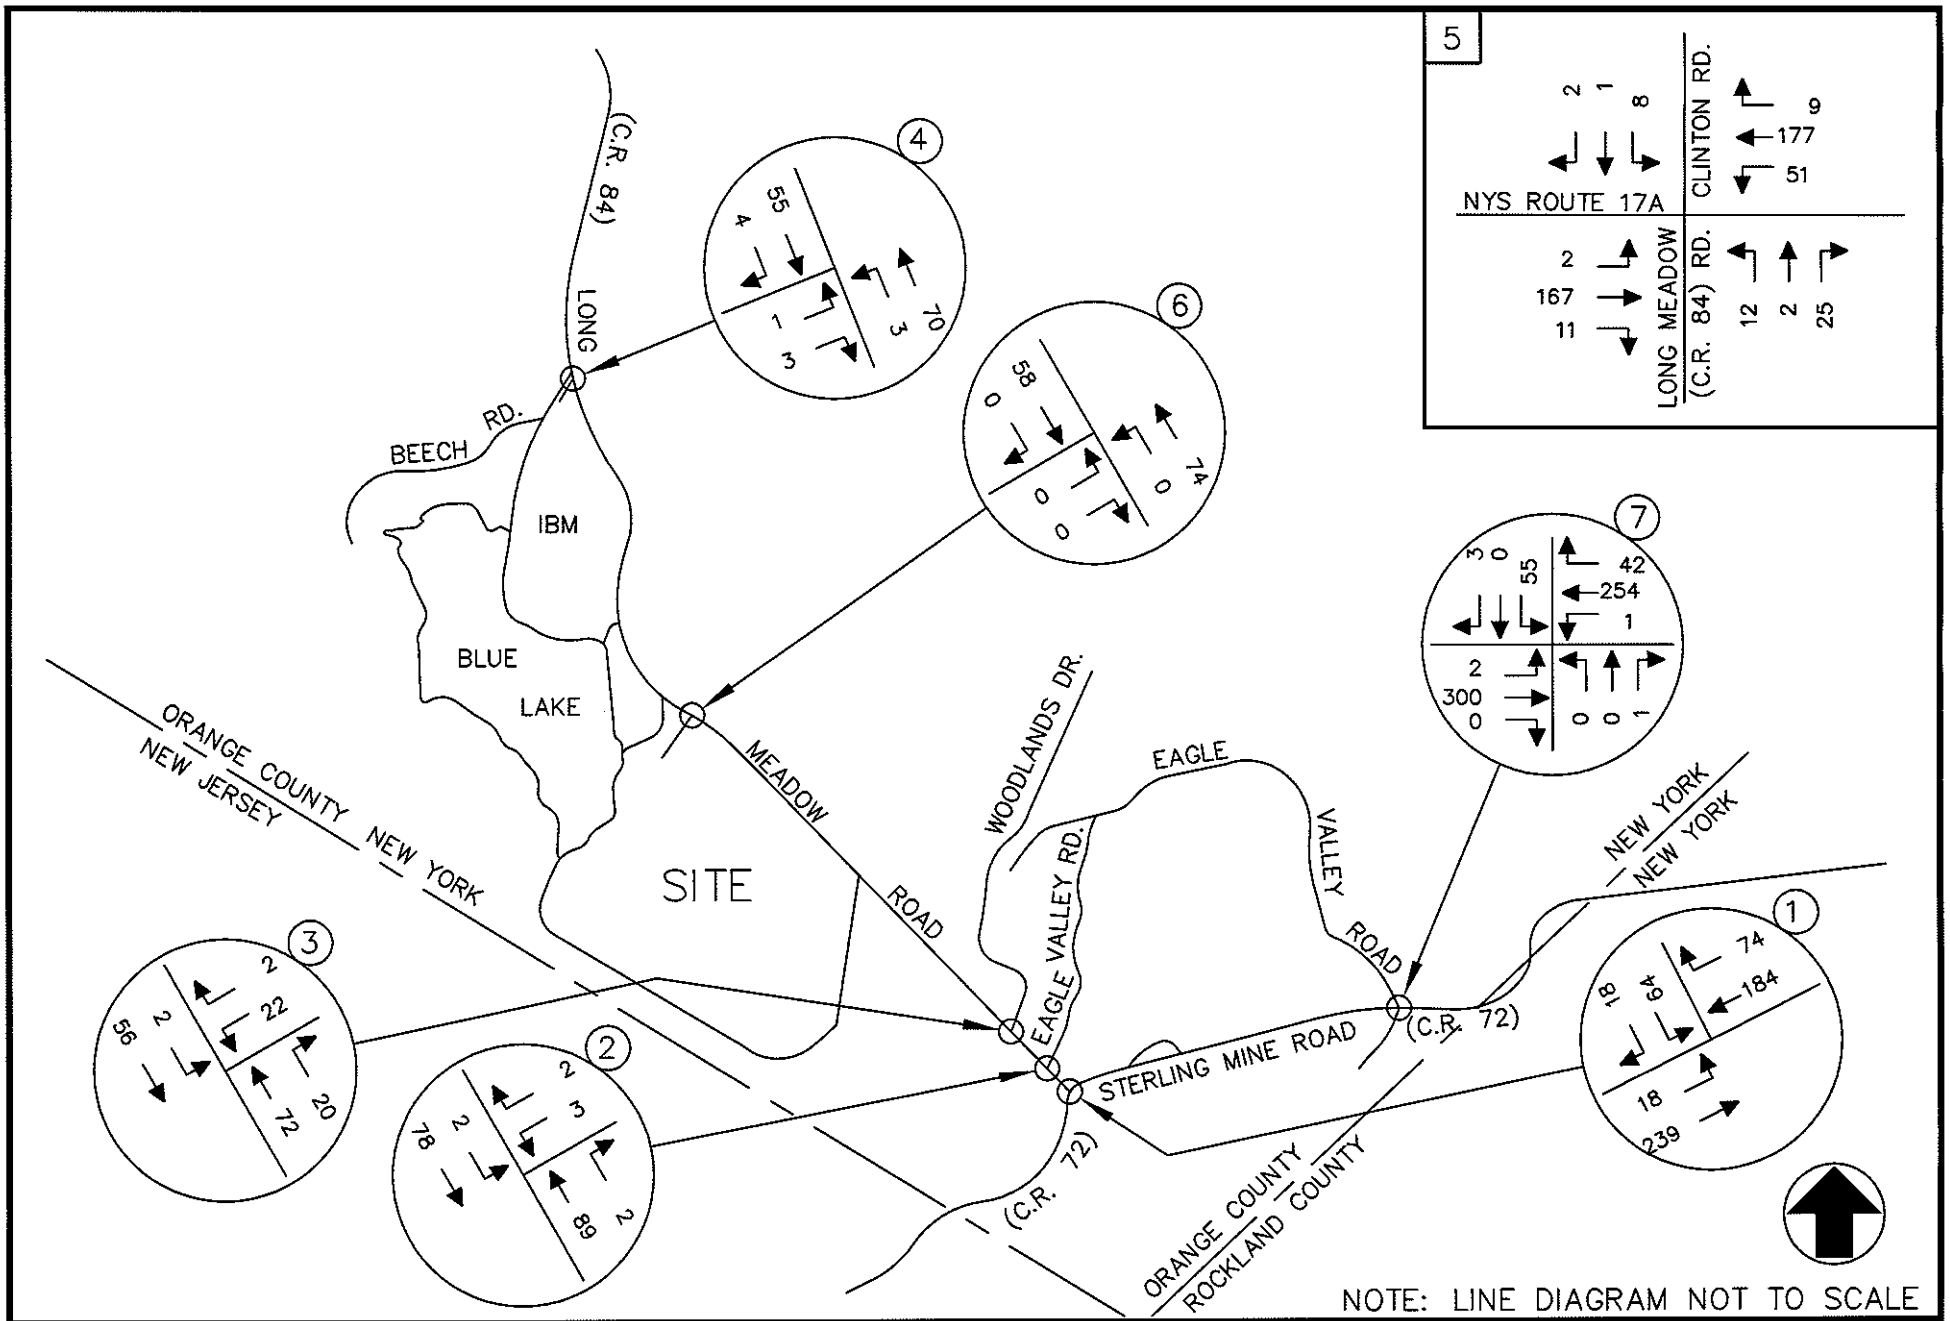 5
2
1
8
CLINTON RD.
9
177
51
NYS ROUTE 17A
2
167
11
LONG MEADOW
(C.R. 84) RD.
12
2
25
(C.R. 84)
LONG
4
55
4
1
3
3
70
6
58
0
0
0
0
74
BEECH RD.
IBM
BLUE
LAKE
7
3
0
55
42
254
1
2
300
0
0
0
1
ORANGE COUNTY NEW YORK
NEW JERSEY
MEADOW
ROAD
SITE
WOODLANDS DR.
EAGLE
VALLEY
ROAD
EAGLE VALLEY RD.
NEW YORK
NEW YORK
3
56
2
2
22
20
72
2
78
2
2
3
2
89
1
18
64
74
184
18
239
STERLING MINE ROAD
(C.R. 72)
(C.R. 72)
ORANGE COUNTY
ROCKLAND COUNTY
NOTE: LINE DIAGRAM NOT TO SCALE